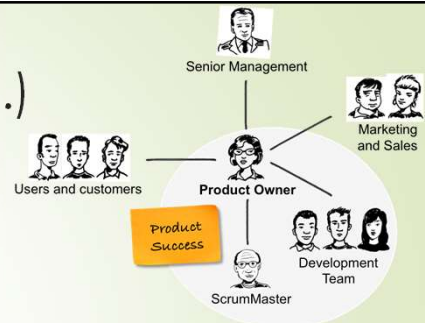 Senior Management
.)
Marketing
and Sales
Users and customers
Product Owner
Product
Success
Development
Team
ScrumMaster